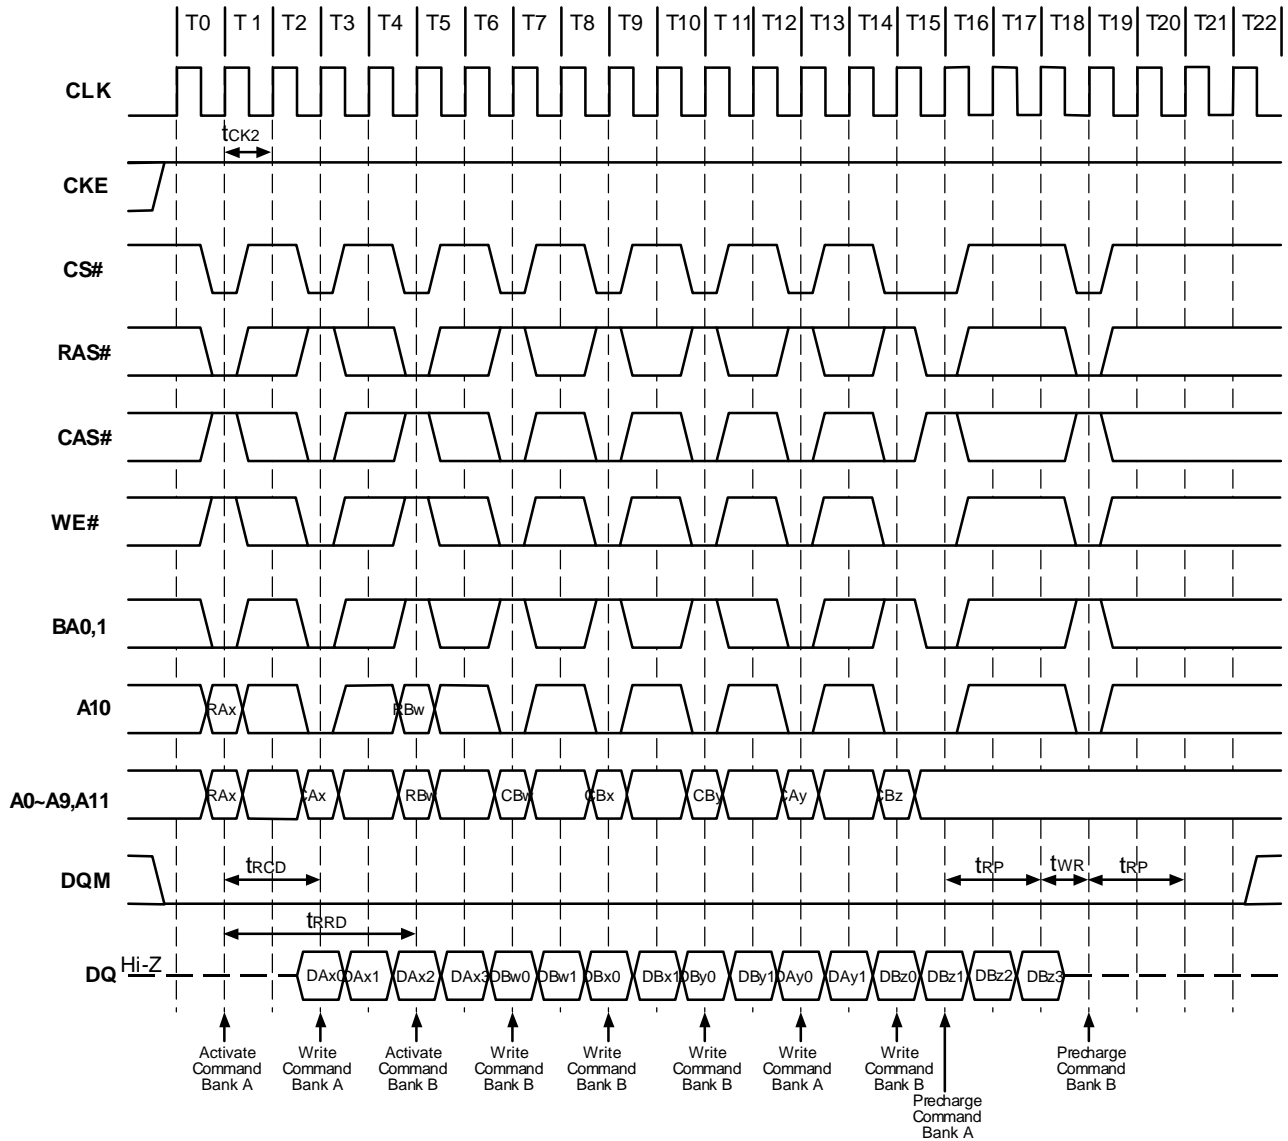 T0 T1 T2 T3 T4 T5 T6 T7 T8 T9 T10 T11 T12 T13 T14 T15 T16 T17 T18 T19 T20 T21 T22
CLK
tCK2
CKE
CS#
RAS#
CAS#
WE#
BA0,1
A10 RAx RBw
A0~A9,A11 RAx CAx RBw CBw CBx CBy CAy CBz
DQM tRCD tRP tWR tRP
tRRD
DQ Hi-Z DAx0 DAx1 DAx2 DAx3 DBw0 DBw1 DBx0 DBx1 DBy0 DBy1 DAy0 DAy1 DBz0 DBz1 DBz2 DBz3
Activate Command Bank A
Write Command Bank A
Activate Command Bank B
Write Command Bank B
Write Command Bank B
Write Command Bank B
Write Command Bank A
Write Command Bank B
Precharge Command Bank A
Precharge Command Bank B